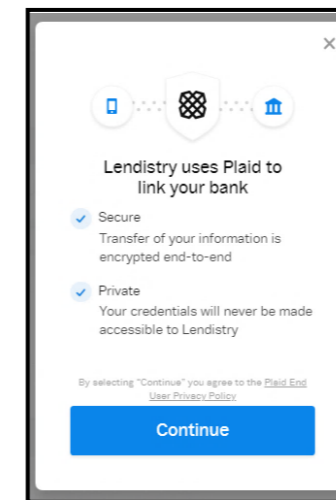 Lendistry uses Plaid to
link your bank
Secure
Transfer of your information is
encrypted end-to-end
Private
Your credentials will never be made
accessible to Lendistry
By selecting "Continue" you agree to the Plaid End
User Privacy Policy
Continue